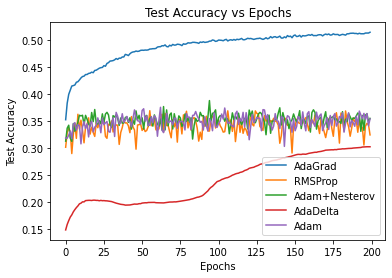 Test Accuracy vs Epochs
Test Accuracy
0.50
0.45
0.40
0.35
0.30
0.25
0.20
0.15
AdaGrad
RMSProp
Adam+Nesterov
AdaDelta
Adam
0 25 50 75 100 125 150 175 200
Epochs